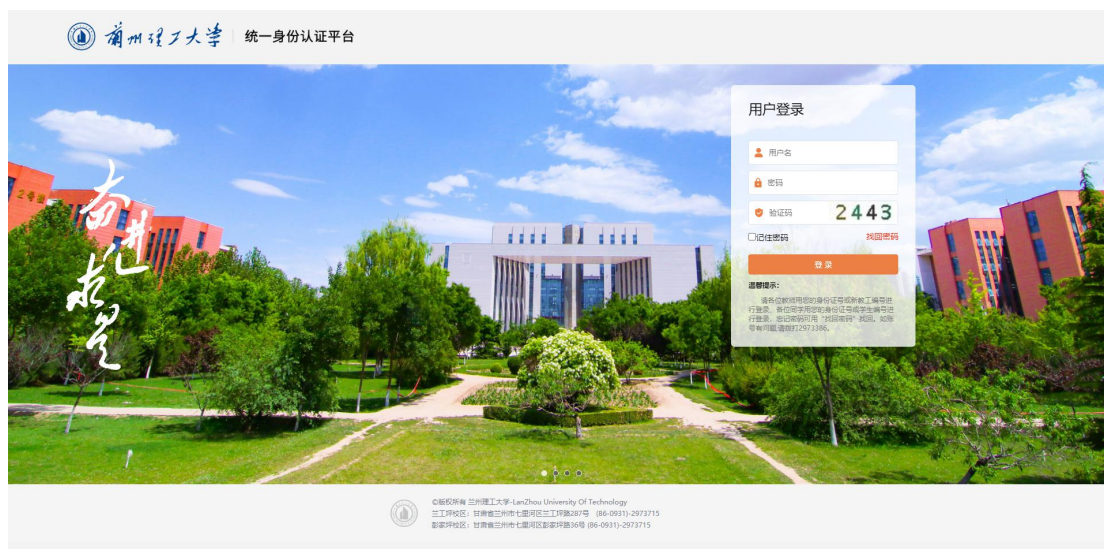 兰州理工大学 统一身份认证平台
奋进
求是
2号楼
用户登录
用户名
密码
验证码 2443
记住密码 找回密码
登录
温馨提示：
请各位教师用您的身份证号或新教工编号进
行登录，各位同学用您的身份证号或学生编号进
行登录，忘记密码可用“找回密码”找回，如账
号有问题,请拨打2973386。
©版权所有 兰州理工大学-LanZhou University Of Technology
兰工坪校区：甘肃省兰州市七里河区兰工坪路287号 (86-0931)-2973715
彭家坪校区：甘肃省兰州市七里河区彭家坪路36号 (86-0931)-2973715